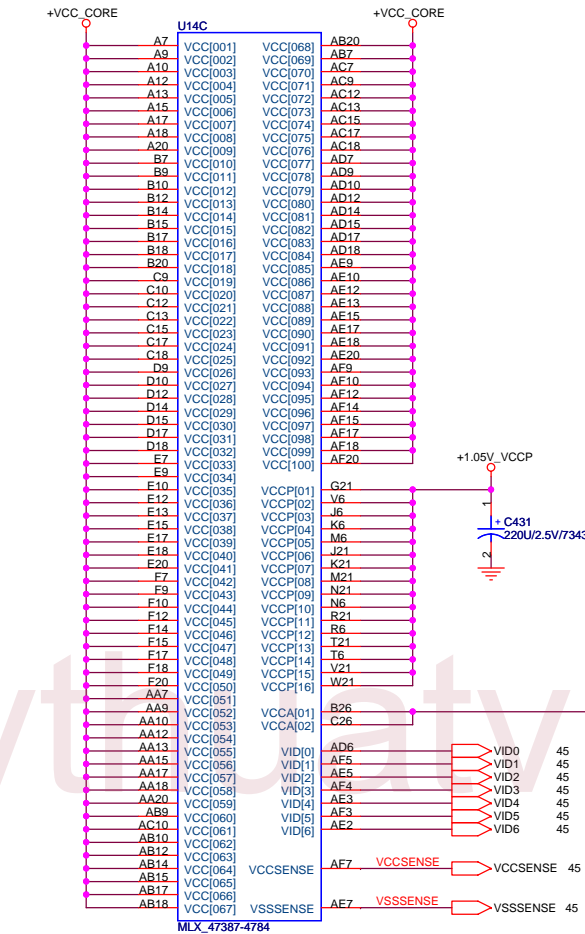 +VCC_CORE +VCC_CORE
U14C
A7 VCC[001] VCC[068] AB20
A9 VCC[002] VCC[069] AB7
A10 VCC[003] VCC[070] AC7
A12 VCC[004] VCC[071] AC9
A13 VCC[005] VCC[072] AC12
A15 VCC[006] VCC[073] AC13
A17 VCC[007] VCC[074] AC15
A18 VCC[008] VCC[075] AC17
A20 VCC[009] VCC[076] AC18
B7 VCC[010] VCC[077] AD7
B9 VCC[011] VCC[078] AD9
B10 VCC[012] VCC[079] AD10
B12 VCC[013] VCC[080] AD12
B14 VCC[014] VCC[081] AD14
B15 VCC[015] VCC[082] AD15
B17 VCC[016] VCC[083] AD17
B18 VCC[017] VCC[084] AD18
B20 VCC[018] VCC[085] AE9
C9 VCC[019] VCC[086] AE10
C10 VCC[020] VCC[087] AE12
C12 VCC[021] VCC[088] AE13
C13 VCC[022] VCC[089] AE15
C15 VCC[023] VCC[090] AE17
C17 VCC[024] VCC[091] AE18
C18 VCC[025] VCC[092] AE20
D9 VCC[026] VCC[093] AF9
D10 VCC[027] VCC[094] AF10
D12 VCC[028] VCC[095] AF12
D14 VCC[029] VCC[096] AF14
D15 VCC[030] VCC[097] AF15
D17 VCC[031] VCC[098] AF17
D18 VCC[032] VCC[099] AF18
E7 VCC[033] VCC[100] AF20
+1.05V_VCCP
E9 VCC[034]
E10 VCC[035] VCCP[01] G21
E12 VCC[036] VCCP[02] V6
E13 VCC[037] VCCP[03] J6
E15 VCC[038] VCCP[04] K6
E17 VCC[039] VCCP[05] M6
E18 VCC[040] VCCP[06] J21
E20 VCC[041] VCCP[07] K21
F7 VCC[042] VCCP[08] M21
F9 VCC[043] VCCP[09] N21
F10 VCC[044] VCCP[10] N6
F12 VCC[045] VCCP[11] R21
F14 VCC[046] VCCP[12] R6
F15 VCC[047] VCCP[13] T21
F17 VCC[048] VCCP[14] T6
F18 VCC[049] VCCP[15] V21
F20 VCC[050] VCCP[16] W21
1
+ C431
220U/2.5V/7343
2
AA7 VCC[051]
AA9 VCC[052] VCCA[01] B26
AA10 VCC[053] VCCA[02] C26
AA12 VCC[054]
AA13 VCC[055] VID[0] AD6 VID0 45
AA15 VCC[056] VID[1] AF5 VID1 45
AA17 VCC[057] VID[2] AE5 VID2 45
AA18 VCC[058] VID[3] AF4 VID3 45
AA20 VCC[059] VID[4] AE3 VID4 45
AB9 VCC[060] VID[5] AF3 VID5 45
AC10 VCC[061] VID[6] AE2 VID6 45
AB10 VCC[062]
AB12 VCC[063]
AB14 VCC[064] VCCSENSE AF7 VCCSENSE VCCSENSE 45
AB15 VCC[065]
AB17 VCC[066]
AB18 VCC[067] VSSSENSE AE7 VSSSENSE VSSSENSE 45
MLX_47387-4784